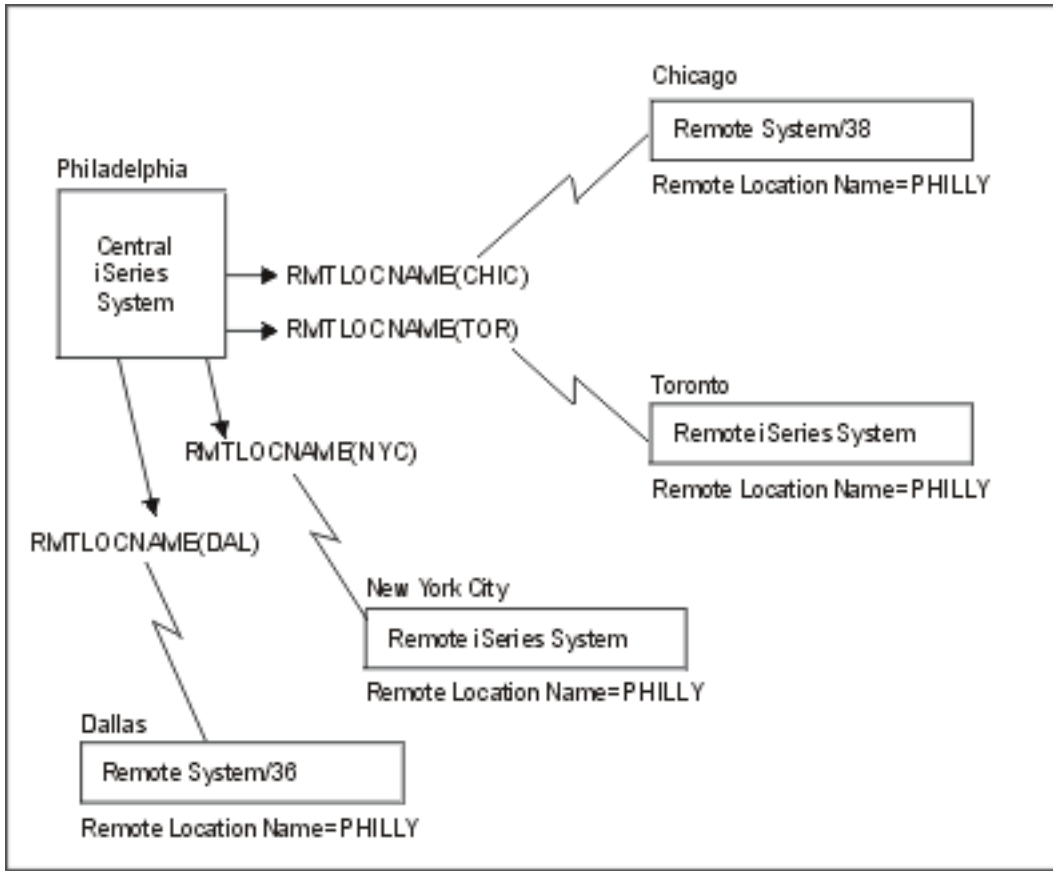 Chicago
Remote System/38
Remote Location Name=PHILLY
Philadelphia
Central
iSeries
System
RMTLOCNAME(CHIC)
RMTLOCNAME(TOR)
Toronto
Remote iSeries System
Remote Location Name=PHILLY
RMTLOCNAME(NYC)
RMTLOCNAME(DAL)
New York City
Remote iSeries System
Remote Location Name=PHILLY
Dallas
Remote System/36
Remote Location Name=PHILLY